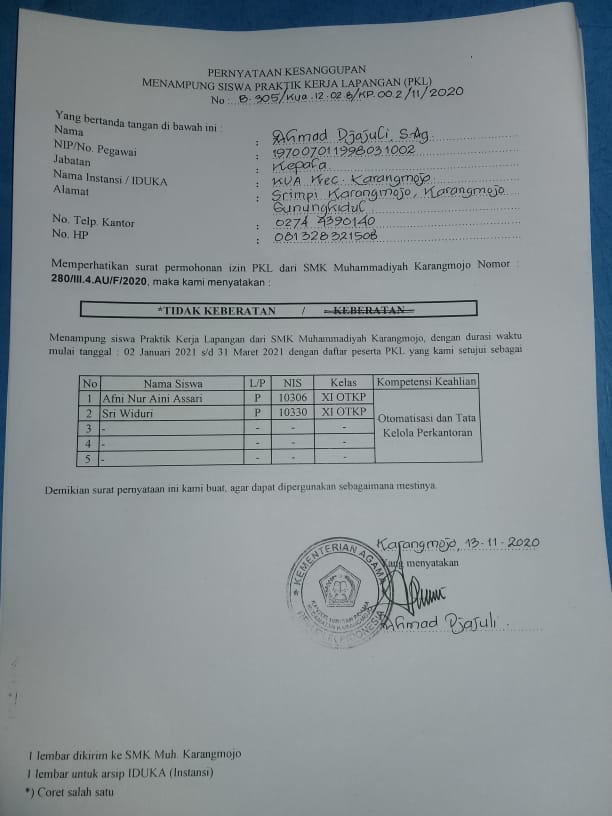 PERNYATAAN KESANGGUPAN
MENAMPUNG SISWA PRAKTIK KERJA LAPANGAN (PKL)
No : B-305/Kua.12.02.8/KP.00.2/11/2020
Yang bertanda tangan di bawah ini :
Nama : Ahmad Djajuli, S.Ag
NIP/No. Pegawai : 197007011998031002
Jabatan : Kepala
Nama Instansi / IDUKA : KUA Kec. Karangmojo
Alamat : Srimpi Karangmojo, Karangmojo
Gunungkidul
No. Telp. Kantor : 0274 4390140
No. HP : 081328321508
Memperhatikan surat permohonan izin PKL dari SMK Muhammadiyah Karangmojo Nomor :
280/III.4.AU/F/2020, maka kami menyatakan :
*TIDAK KEBERATAN / KEBERATAN
Menampung siswa Praktik Kerja Lapangan dari SMK Muhammadiyah Karangmojo, dengan durasi waktu
mulai tanggal : 02 Januari 2021 s/d 31 Maret 2021 dengan daftar peserta PKL yang kami setujui sebagai
No Nama Siswa L/P NIS Kelas Kompetensi Keahlian
1 Afni Nur Aini Assari P 10306 XI OTKP
2 Sri Widuri P 10330 XI OTKP
Otomatisasi dan Tata
3 - - - -
Kelola Perkantoran
4 - - - -
5 - - - -
Demikian surat pernyataan ini kami buat, agar dapat dipergunakan sebagaimana mestinya.
Karangmojo, 13-11-2020
Yang menyatakan
KEMENTERIAN AGAMA
KANTOR URUSAN AGAMA
KECAMATAN KARANGMOJO
REPUBLIK INDONESIA
Ahmad Djajuli
1 lembar dikirim ke SMK Muh. Karangmojo
1 lembar untuk arsip IDUKA (Instansi)
*) Coret salah satu